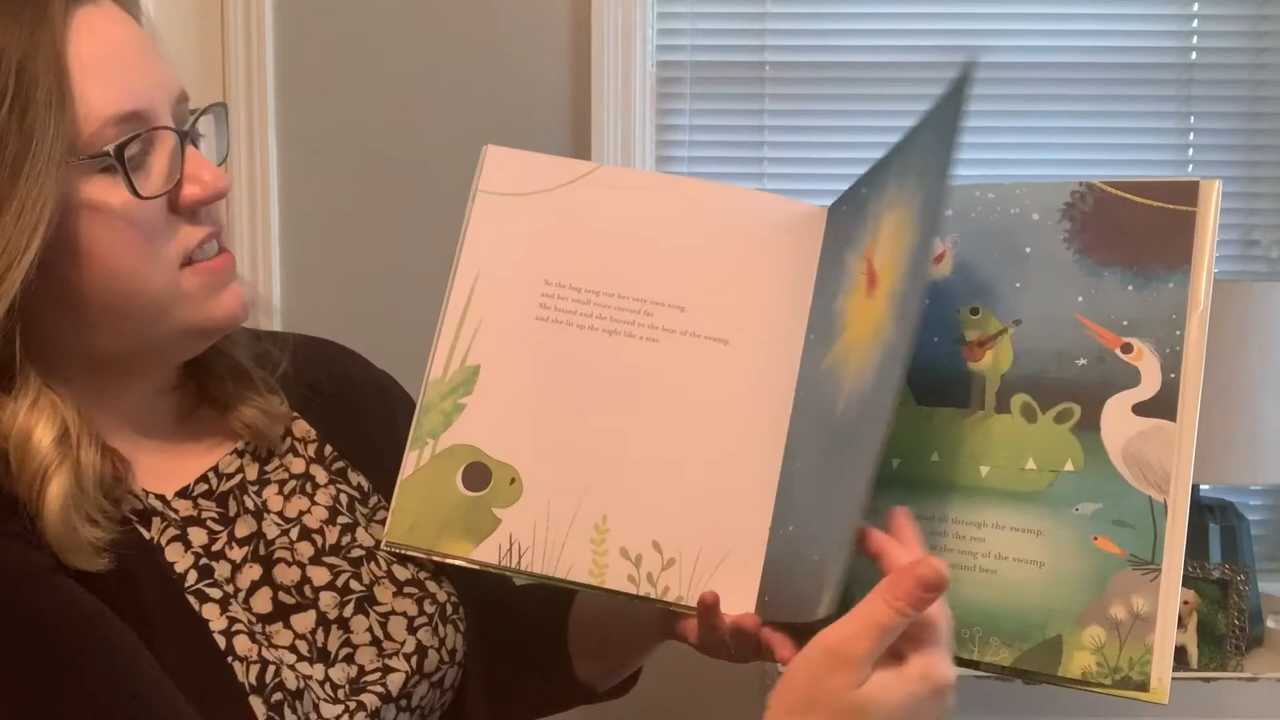 So the bug sang out her very own song,
and her small voice carried far.
She buzzed and she buzzed to the beat of the swamp,
and she lit up the night like a star.
through the swamp,
with the rest
the song of the swamp
sound best